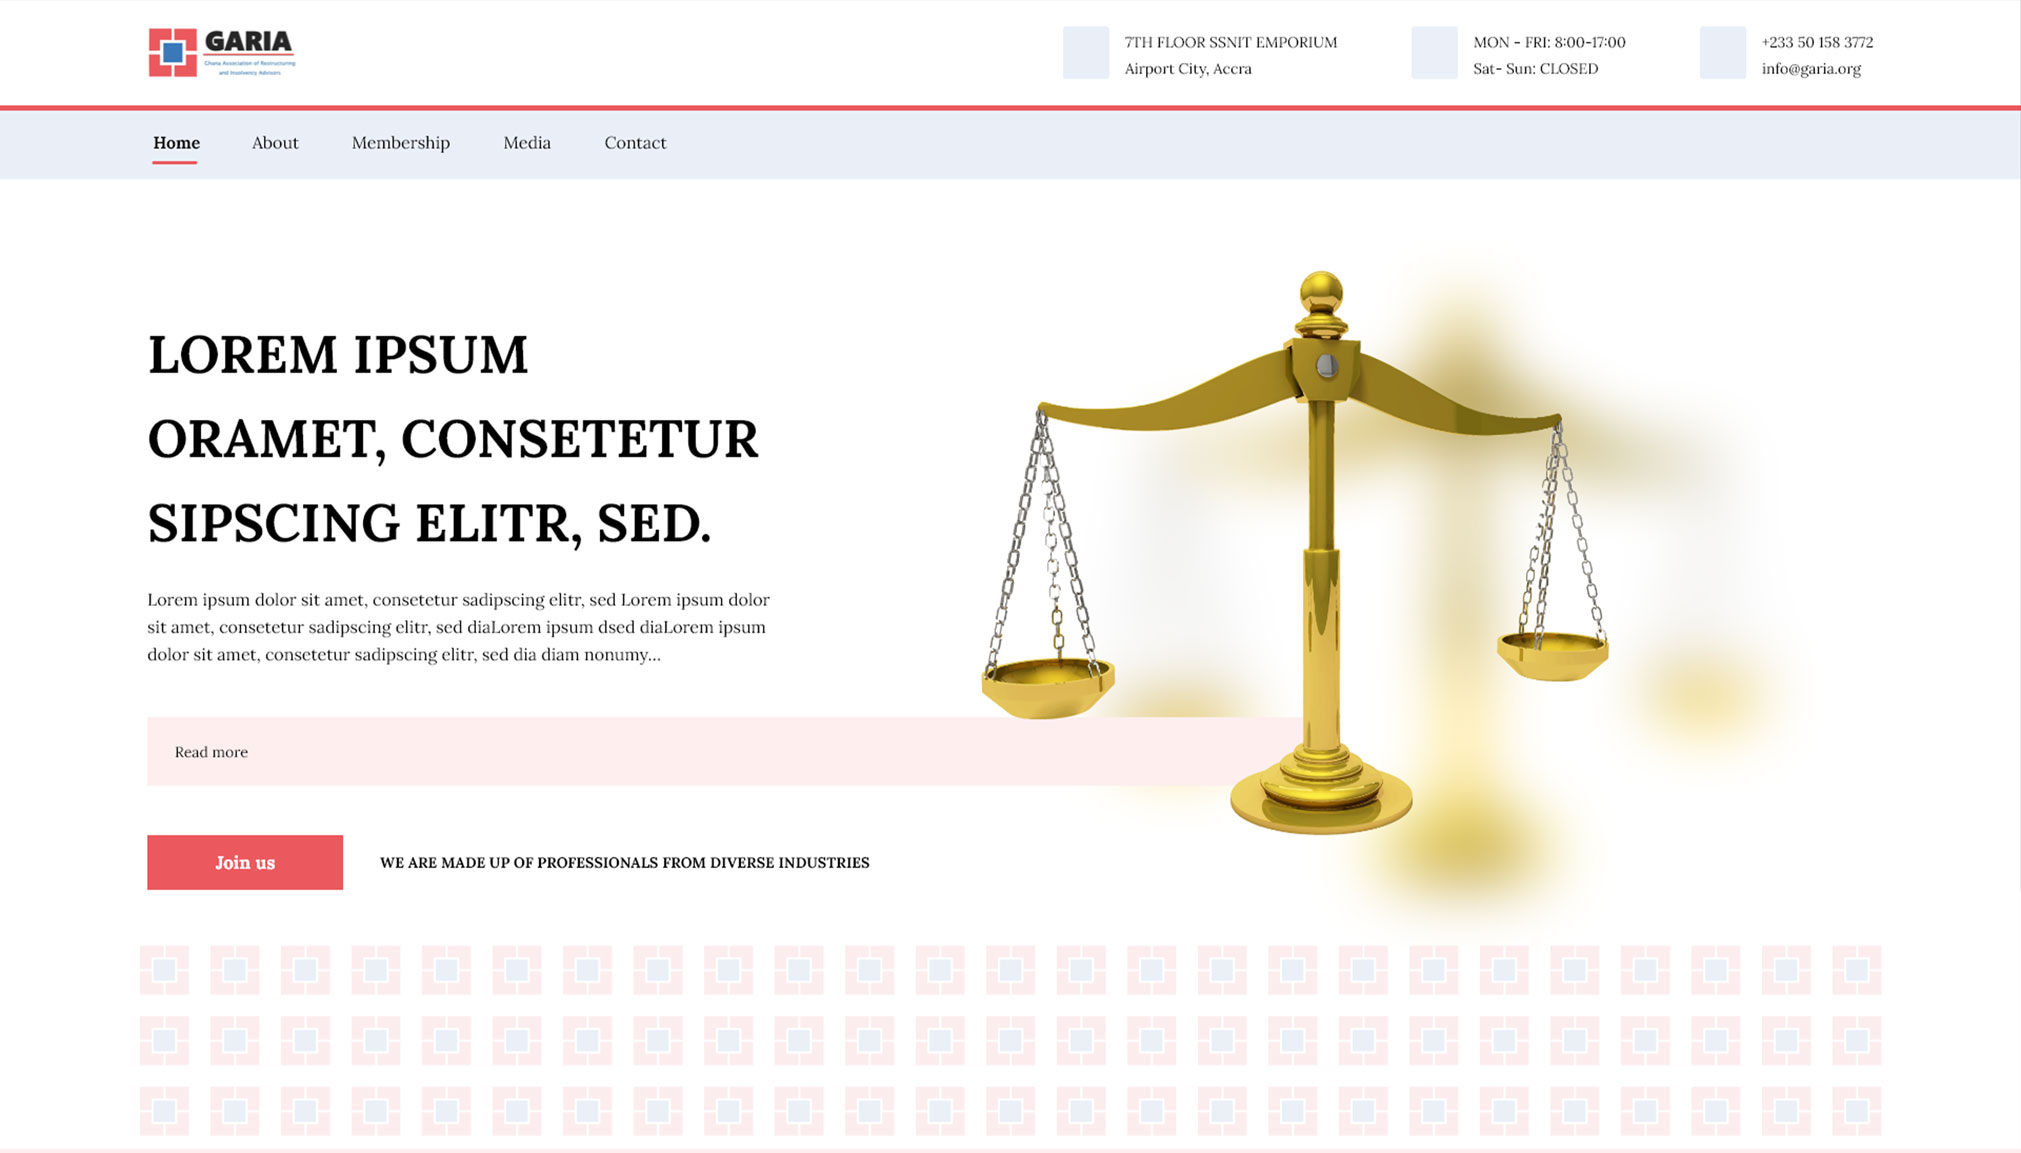 GARIA
Ghana Association of Restructuring
and Insolvency Advisors
7TH FLOOR SSNIT EMPORIUM
Airport City, Accra
MON - FRI: 8:00-17:00
Sat- Sun: CLOSED
+233 50 158 3772
info@garia.org
Home
About
Membership
Media
Contact
LOREM IPSUM
ORAMET, CONSETETUR
SIPSCING ELITR, SED.
Lorem ipsum dolor sit amet, consetetur sadipscing elitr, sed Lorem ipsum dolor
sit amet, consetetur sadipscing elitr, sed diaLorem ipsum dsed diaLorem ipsum
dolor sit amet, consetetur sadipscing elitr, sed dia diam nonumy...
Read more
Join us
WE ARE MADE UP OF PROFESSIONALS FROM DIVERSE INDUSTRIES